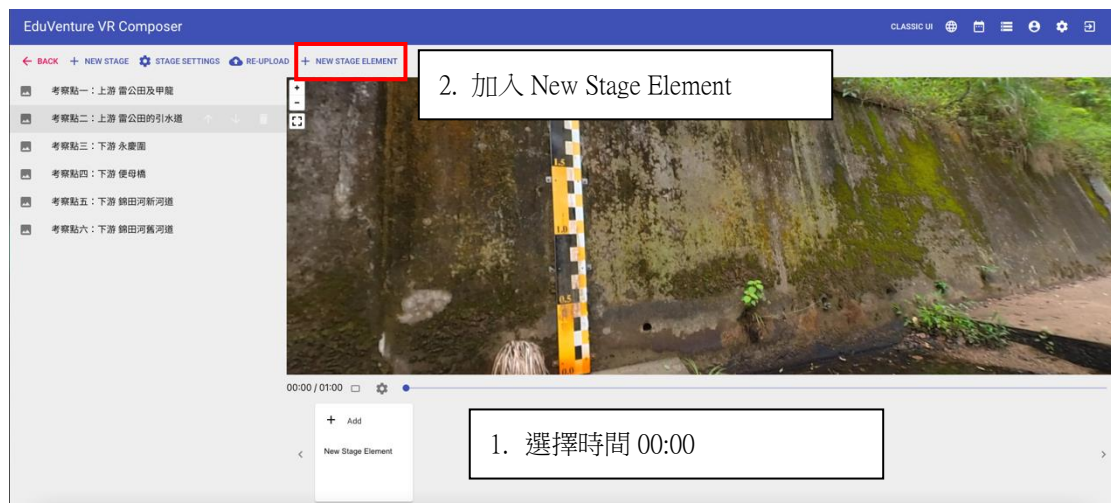 EduVenture VR Composer
CLASSIC UI
BACK + NEW STAGE STAGE SETTINGS RE-UPLOAD + NEW STAGE ELEMENT
2. 加入 New Stage Element
考察點一：上游 雷公田及甲龍
考察點二：上游 雷公田的引水道
考察點三：下游 永慶圍
考察點四：下游 便母橋
考察點五：下游 錦田河新河道
考察點六：下游 錦田河舊河道
+
-
1.5
1.0
0.5
0.0
00:00 / 01:00
+ Add
New Stage Element
1. 選擇時間 00:00